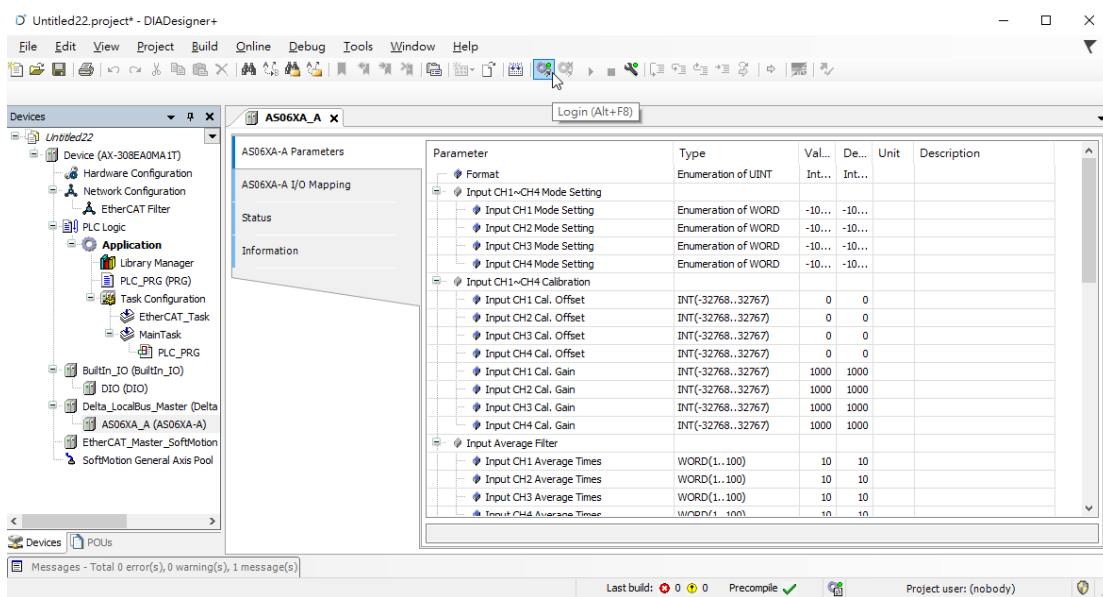 Untitled22.project* - DIADesigner+
File Edit View Project Build Online Debug Tools Window Help
Login (Alt+F8)
Devices
AS06XA_A
Untitled22
Device (AX-308EA0MA1T)
Hardware Configuration
Network Configuration
EtherCAT Filter
PLC Logic
Application
Library Manager
PLC_PRG (PRG)
Task Configuration
EtherCAT_Task
MainTask
PLC_PRG
BuiltIn_IO (BuiltIn_IO)
DIO (DIO)
Delta_LocalBus_Master (Delta
AS06XA_A (AS06XA-A)
EtherCAT_Master_SoftMotion
SoftMotion General Axis Pool
Devices POUs
AS06XA-A Parameters
AS06XA-A I/O Mapping
Status
Information
Parameter Type Val... De... Unit Description
Format Enumeration of UINT Int... Int...
Input CH1~CH4 Mode Setting
Input CH1 Mode Setting Enumeration of WORD -10... -10...
Input CH2 Mode Setting Enumeration of WORD -10... -10...
Input CH3 Mode Setting Enumeration of WORD -10... -10...
Input CH4 Mode Setting Enumeration of WORD -10... -10...
Input CH1~CH4 Calibration
Input CH1 Cal. Offset INT(-32768..32767) 0 0
Input CH2 Cal. Offset INT(-32768..32767) 0 0
Input CH3 Cal. Offset INT(-32768..32767) 0 0
Input CH4 Cal. Offset INT(-32768..32767) 0 0
Input CH1 Cal. Gain INT(-32768..32767) 1000 1000
Input CH2 Cal. Gain INT(-32768..32767) 1000 1000
Input CH3 Cal. Gain INT(-32768..32767) 1000 1000
Input CH4 Cal. Gain INT(-32768..32767) 1000 1000
Input Average Filter
Input CH1 Average Times WORD(1..100) 10 10
Input CH2 Average Times WORD(1..100) 10 10
Input CH3 Average Times WORD(1..100) 10 10
Input CH4 Average Times WORD(1..100) 10 10
Messages - Total 0 error(s), 0 warning(s), 1 message(s)
Last build: 0 0 Precompile Project user: (nobody)